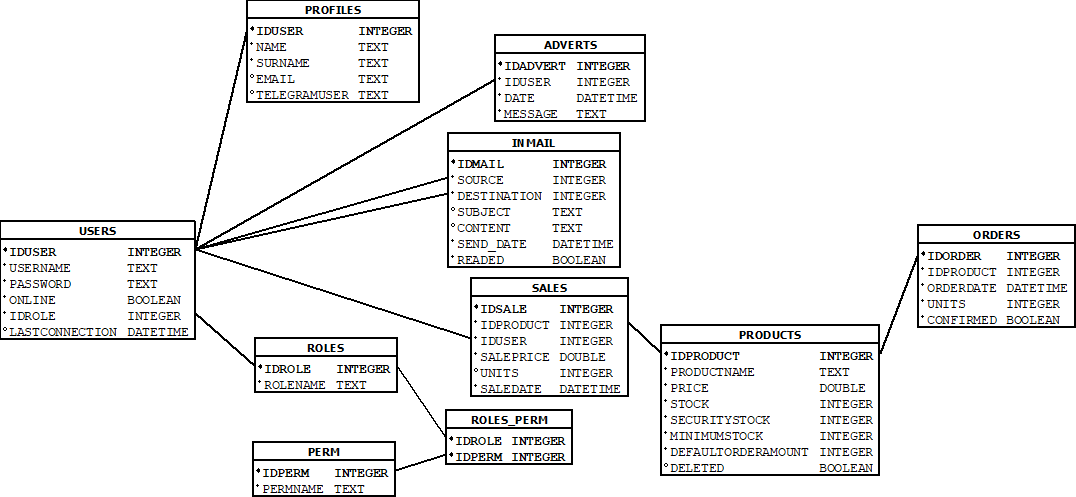 PROFILES
IDUSER INTEGER
NAME TEXT
SURNAME TEXT
EMAIL TEXT
TELEGRAMUSER TEXT
ADVERTS
IDADVERT INTEGER
IDUSER INTEGER
DATE DATETIME
MESSAGE TEXT
INMAIL
IDMAIL INTEGER
SOURCE INTEGER
DESTINATION INTEGER
SUBJECT TEXT
CONTENT TEXT
SEND_DATE DATETIME
READED BOOLEAN
USERS
IDUSER INTEGER
USERNAME TEXT
PASSWORD TEXT
ONLINE BOOLEAN
IDROLE INTEGER
LASTCONNECTION DATETIME
ORDERS
IDORDER INTEGER
IDPRODUCT INTEGER
ORDERDATE DATETIME
UNITS INTEGER
CONFIRMED BOOLEAN
SALES
IDSALE INTEGER
IDPRODUCT INTEGER
IDUSER INTEGER
SALEPRICE DOUBLE
UNITS INTEGER
SALEDATE DATETIME
PRODUCTS
IDPRODUCT INTEGER
PRODUCTNAME TEXT
PRICE DOUBLE
STOCK INTEGER
SECURITYSTOCK INTEGER
MINIMUMSTOCK INTEGER
DEFAULTORDERAMOUNT INTEGER
DELETED BOOLEAN
ROLES
IDROLE INTEGER
ROLENAME TEXT
ROLES_PERM
IDROLE INTEGER
IDPERM INTEGER
PERM
IDPERM INTEGER
PERMNAME TEXT